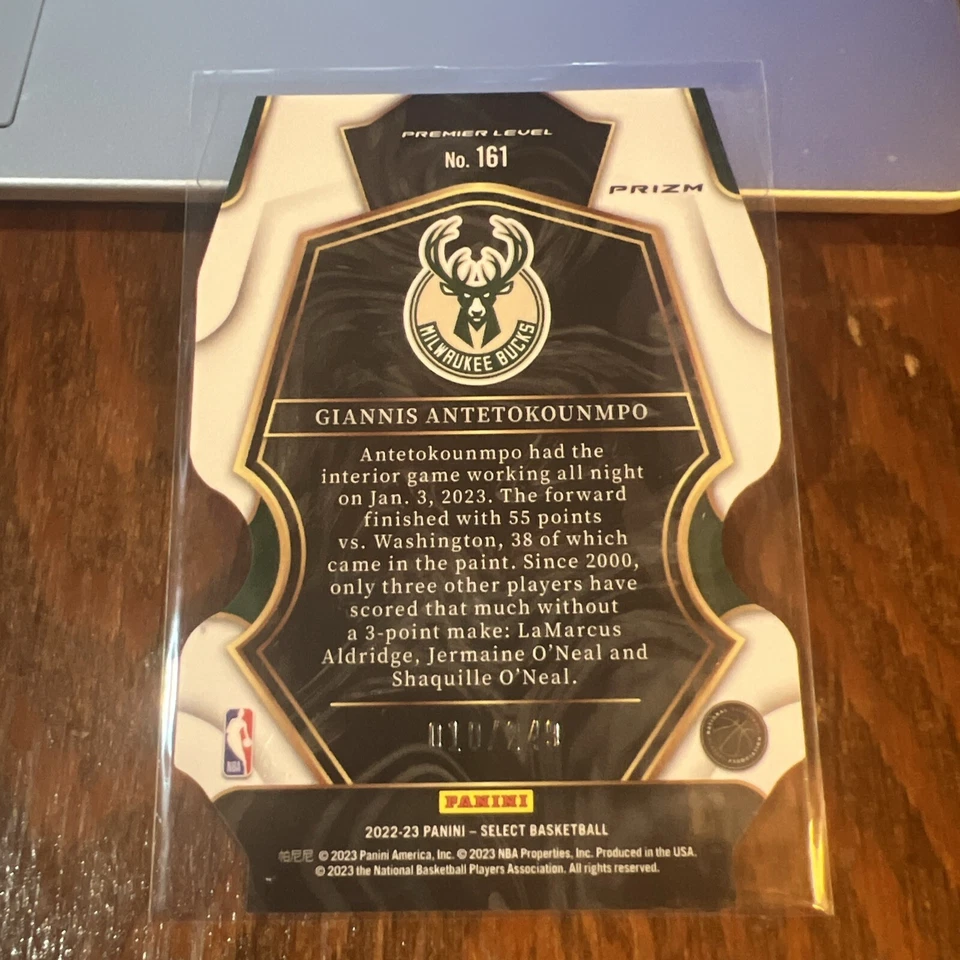 PREMIER LEVEL
No. 161
PRIZM
MILWAUKEE BUCKS
GIANNIS ANTETOKOUNMPO
Antetokounmpo had the
interior game working all night
on Jan. 3, 2023. The forward
finished with 55 points
vs. Washington, 38 of which
came in the paint. Since 2000,
only three other players have
scored that much without
a 3-point make: LaMarcus
Aldridge, Jermaine O'Neal and
Shaquille O'Neal.
NBA
PANINI
2022-23 PANINI – SELECT BASKETBALL
帕尼尼 © 2023 Panini America, Inc. © 2023 NBA Properties, Inc. Produced in the USA.
© 2023 the National Basketball Players Association. All rights reserved.